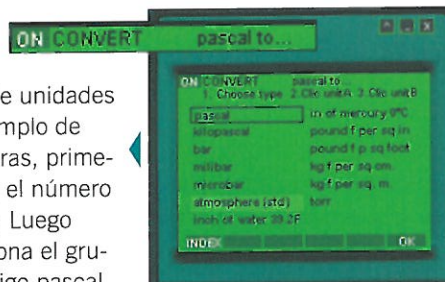 ON CONVERT pascal to...
e unidades
mplo de
ras, prime-
el número
Luego
ona el gru-
ige pascal
ON CONVERT pascal to...
1. Choose type 2. Clic unitA 3. Clic unitB
pascal in of mercury 0°C
kilopascal pound f per sq in
bar pound f p sq foot
milibar kg f per sq cm.
microbar kg f per sq. m.
atmosphere (std) torr
inch of water 39.2F
INDEX OK